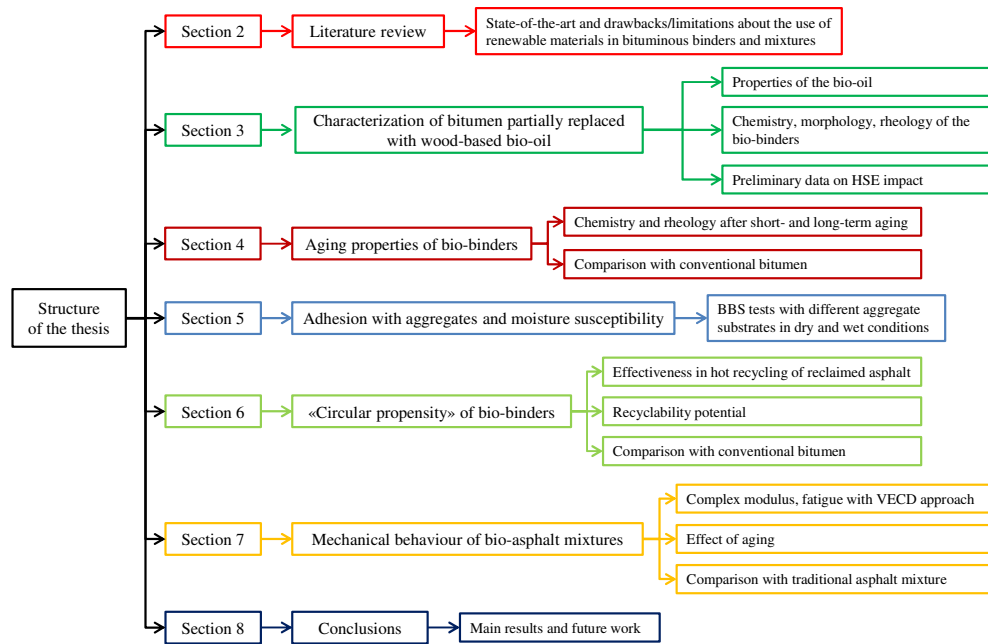 Structure
of the thesis
Section 2
Literature review
State-of-the-art and drawbacks/limitations about the use of
renewable materials in bituminous binders and mixtures
Section 3
Characterization of bitumen partially replaced
with wood-based bio-oil
Properties of the bio-oil
Chemistry, morphology, rheology of the
bio-binders
Preliminary data on HSE impact
Section 4
Aging properties of bio-binders
Chemistry and rheology after short- and long-term aging
Comparison with conventional bitumen
Section 5
Adhesion with aggregates and moisture susceptibility
BBS tests with different aggregate
substrates in dry and wet conditions
Section 6
«Circular propensity» of bio-binders
Effectiveness in hot recycling of reclaimed asphalt
Recyclability potential
Comparison with conventional bitumen
Section 7
Mechanical behaviour of bio-asphalt mixtures
Complex modulus, fatigue with VECD approach
Effect of aging
Comparison with traditional asphalt mixture
Section 8
Conclusions
Main results and future work